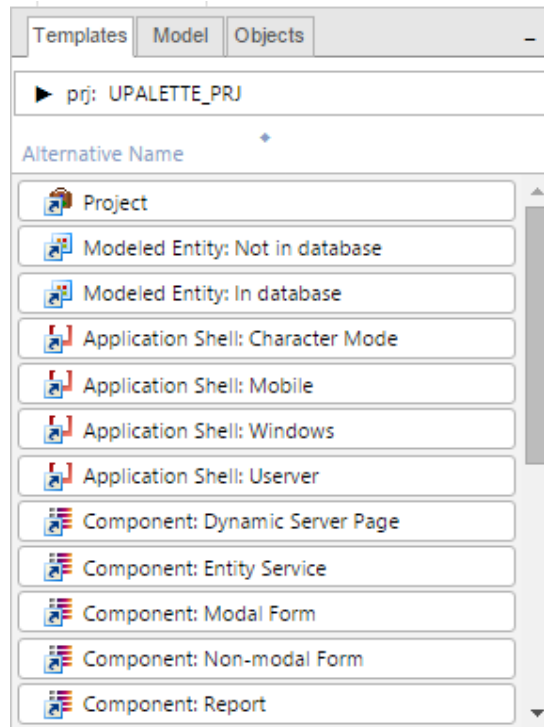 Templates Model Objects
prj: UPALETTE_PRJ
Alternative Name
Project
Modeled Entity: Not in database
Modeled Entity: In database
Application Shell: Character Mode
Application Shell: Mobile
Application Shell: Windows
Application Shell: Userver
Component: Dynamic Server Page
Component: Entity Service
Component: Modal Form
Component: Non-modal Form
Component: Report